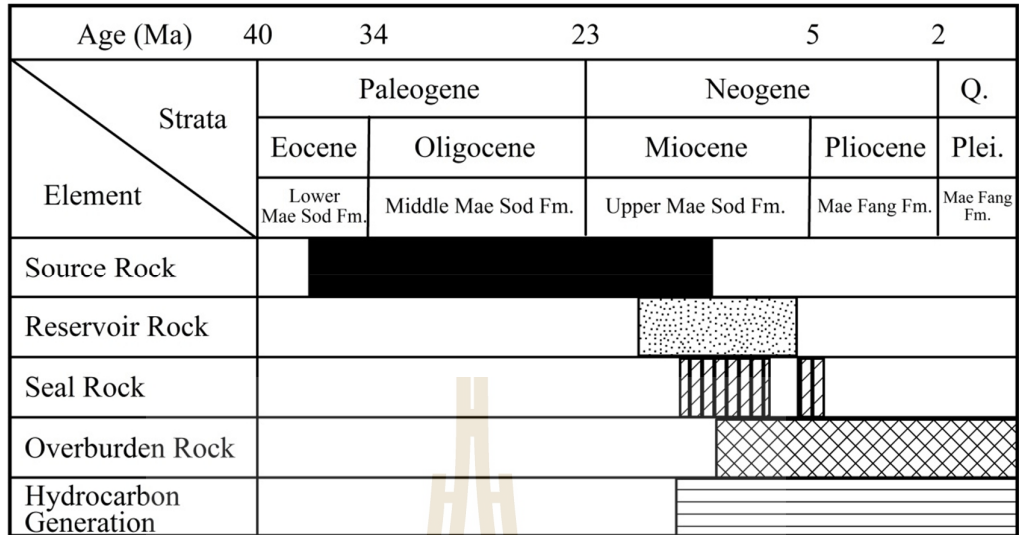 Age (Ma) 40 34 23 5 2
Strata
Element
Paleogene Neogene Q.
Eocene Oligocene Miocene Pliocene Plei.
Lower
Mae Sod Fm. Middle Mae Sod Fm. Upper Mae Sod Fm. Mae Fang Fm. Mae Fang
Fm.
Source Rock
Reservoir Rock
Seal Rock
Overburden Rock
Hydrocarbon
Generation